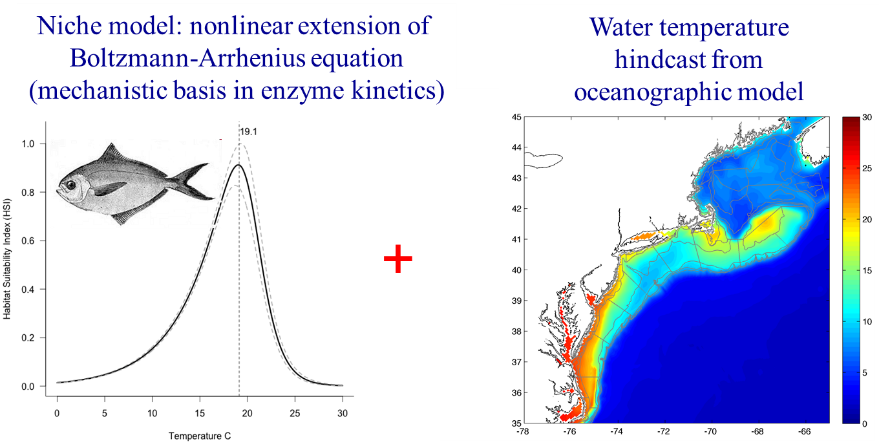 Niche model: nonlinear extension of
Boltzmann-Arrhenius equation
(mechanistic basis in enzyme kinetics)
19.1
1.0
0.8
0.6
0.4
0.2
0.0
Habitat Suitability Index (HSI)
0 5 10 15 20 25 30
Temperature C
+
Water temperature
hindcast from
oceanographic model
45
44
43
42
41
40
39
38
37
36
35
-78 -76 -74 -72 -70 -68 -66
30
25
20
15
10
5
0